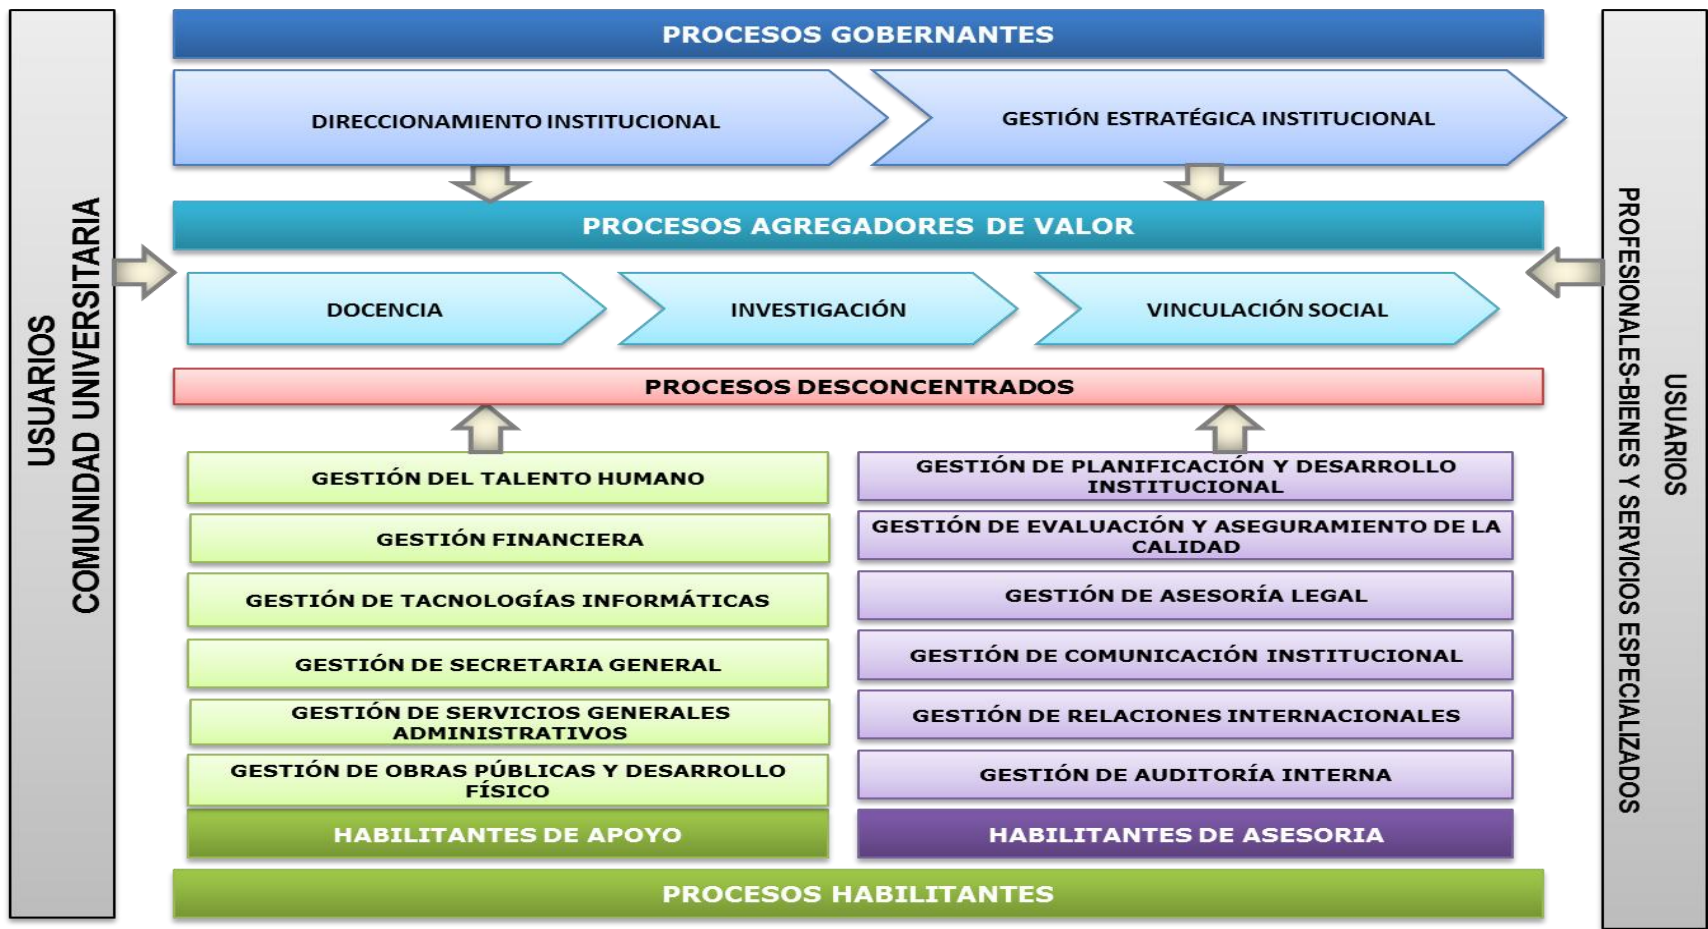 USUARIOS
COMUNIDAD UNIVERSITARIA
PROCESOS GOBERNANTES
DIRECCIONAMIENTO INSTITUCIONAL
GESTIÓN ESTRATÉGICA INSTITUCIONAL
PROCESOS AGREGADORES DE VALOR
DOCENCIA
INVESTIGACIÓN
VINCULACIÓN SOCIAL
PROCESOS DESCONCENTRADOS
GESTIÓN DEL TALENTO HUMANO
GESTIÓN FINANCIERA
GESTIÓN DE TACNOLOGÍAS INFORMÁTICAS
GESTIÓN DE SECRETARIA GENERAL
GESTIÓN DE SERVICIOS GENERALES
ADMINISTRATIVOS
GESTIÓN DE OBRAS PÚBLICAS Y DESARROLLO
FÍSICO
HABILITANTES DE APOYO
GESTIÓN DE PLANIFICACIÓN Y DESARROLLO
INSTITUCIONAL
GESTIÓN DE EVALUACIÓN Y ASEGURAMIENTO DE LA
CALIDAD
GESTIÓN DE ASESORÍA LEGAL
GESTIÓN DE COMUNICACIÓN INSTITUCIONAL
GESTIÓN DE RELACIONES INTERNACIONALES
GESTIÓN DE AUDITORÍA INTERNA
HABILITANTES DE ASESORIA
PROCESOS HABILITANTES
USUARIOS
PROFESIONALES-BIENES Y SERVICIOS ESPECIALIZADOS